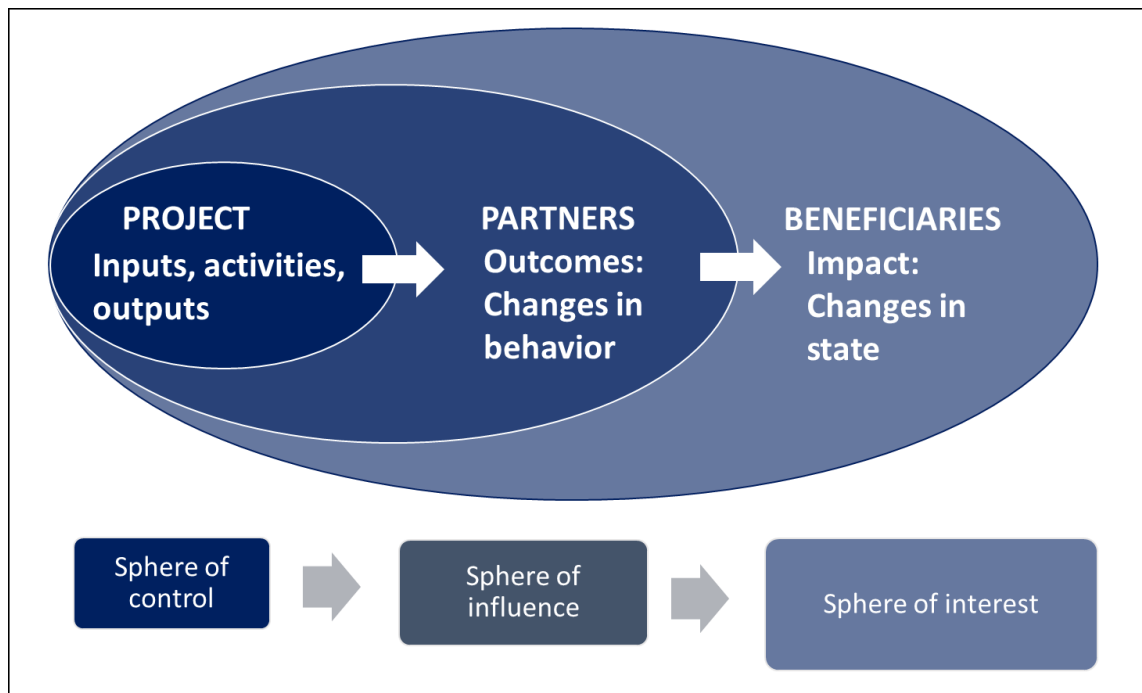 PROJECT
Inputs, activities,
outputs
PARTNERS
Outcomes:
Changes in
behavior
BENEFICIARIES
Impact:
Changes in
state
Sphere of
control
Sphere of
influence
Sphere of interest